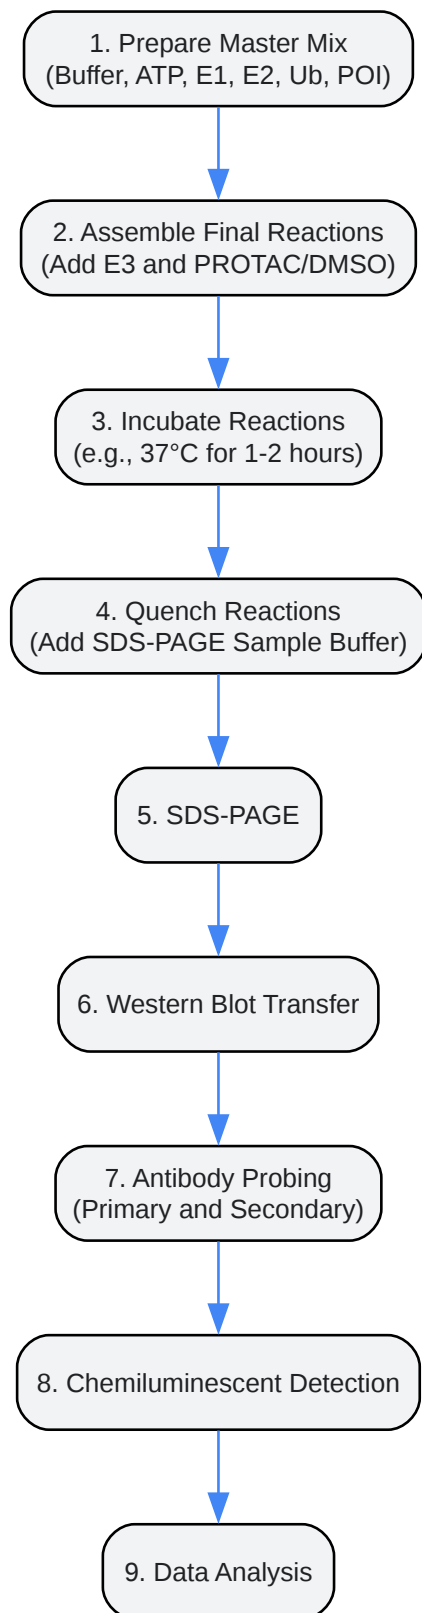 1. Prepare Master Mix
(Buffer, ATP, E1, E2, Ub, POI)
2. Assemble Final Reactions
(Add E3 and PROTAC/DMSO)
3. Incubate Reactions
(e.g., 37°C for 1-2 hours)
4. Quench Reactions
(Add SDS-PAGE Sample Buffer)
5. SDS-PAGE
6. Western Blot Transfer
7. Antibody Probing
(Primary and Secondary)
8. Chemiluminescent Detection
9. Data Analysis